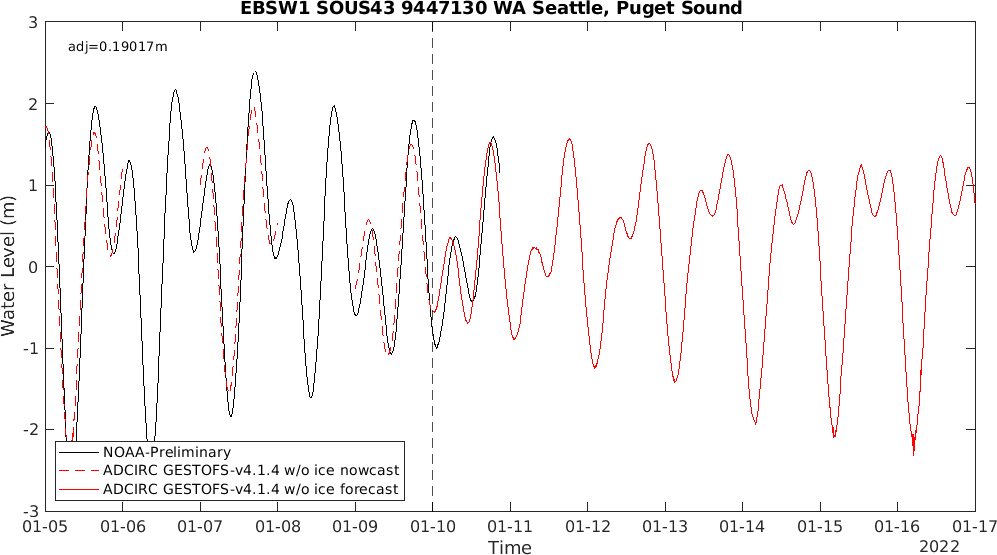 EBSW1 SOUS43 9447130 WA Seattle, Puget Sound
adj=0.19017m
3
2
1
0
-1
-2
-3
Water Level (m)
NOAA-Preliminary
ADCIRC GESTOFS-v4.1.4 w/o ice nowcast
ADCIRC GESTOFS-v4.1.4 w/o ice forecast
01-05 01-06 01-07 01-08 01-09 01-10 01-11 01-12 01-13 01-14 01-15 01-16 01-17
Time
2022